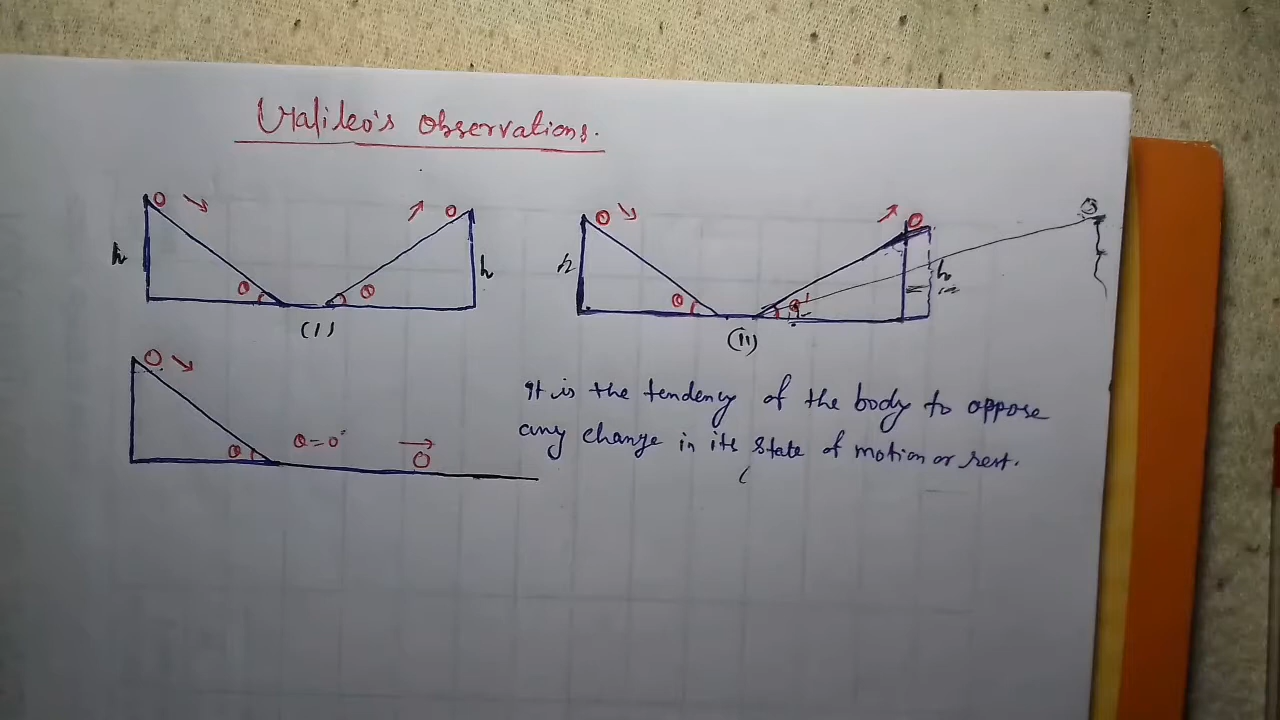 Galileo's Observations.
h
θ
θ
h
(I)
h
θ
θ'
h
(II)
θ
θ=0°
It is the tendency of the body to oppose
any change in its state of motion or rest.